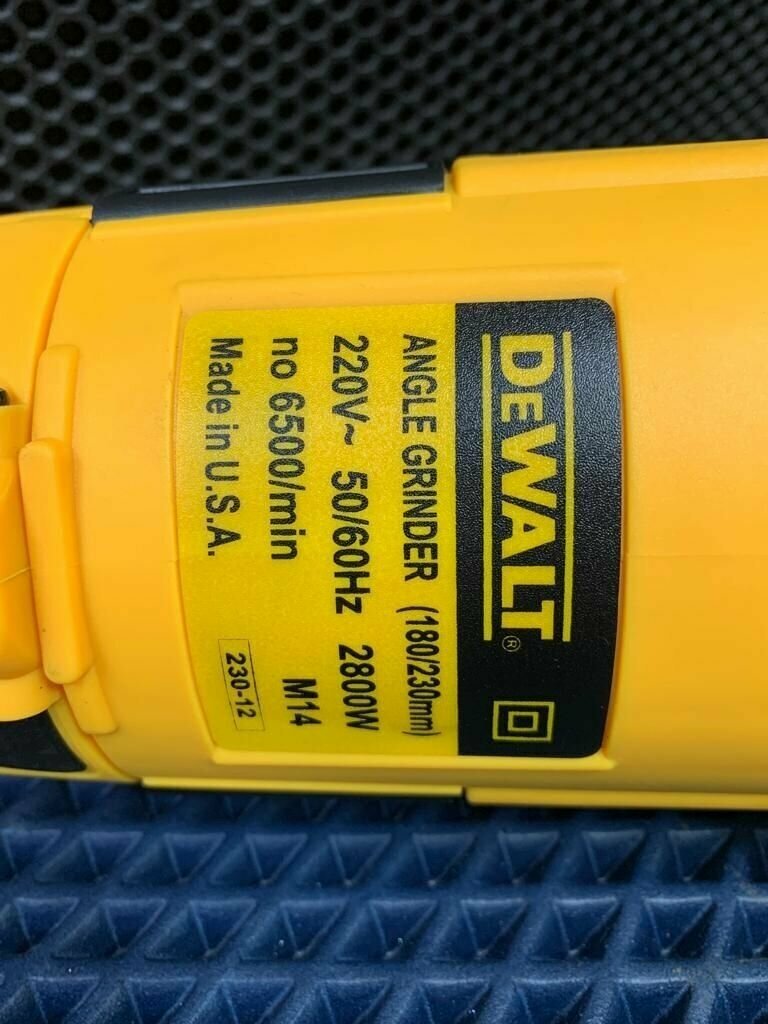 DEWALT®
ANGLE GRINDER (180/230mm)
220V~ 50/60Hz 2800W
no 6500/min M14
Made in U.S.A. 230-12